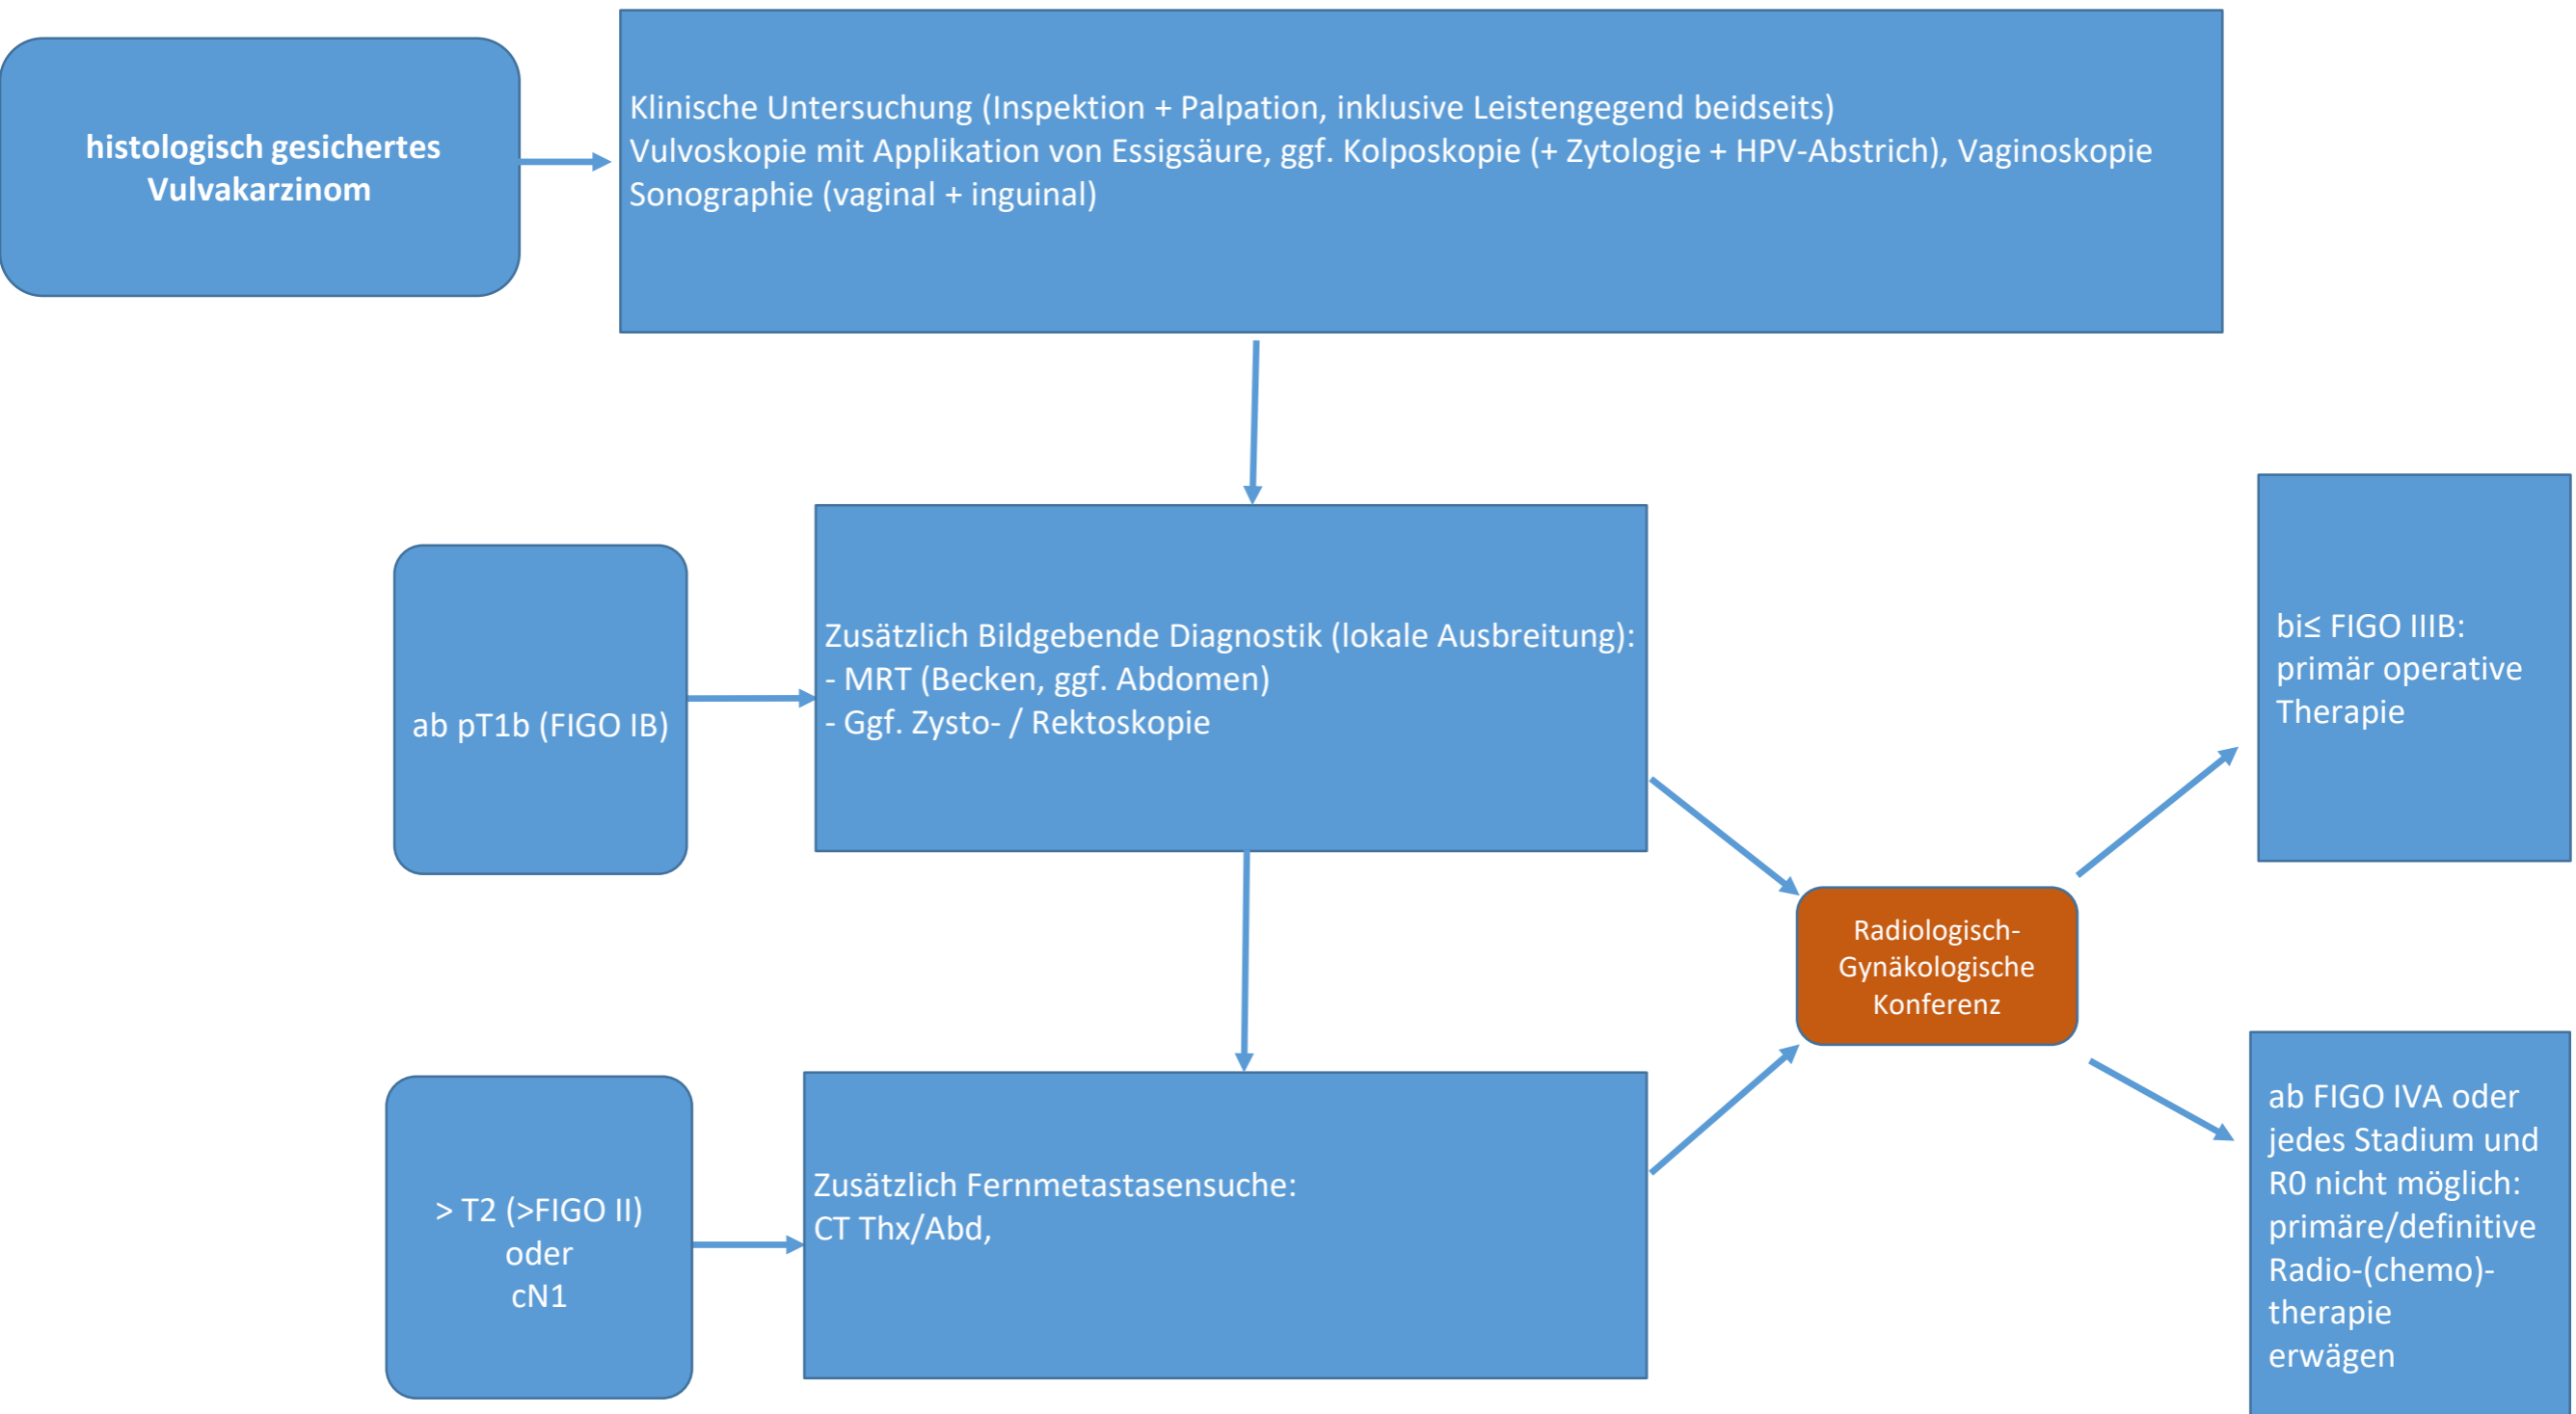 histologisch gesichertes
Vulvakarzinom
Klinische Untersuchung (Inspektion + Palpation, inklusive Leistengegend beidseits)
Vulvoskopie mit Applikation von Essigsäure, ggf. Kolposkopie (+ Zytologie + HPV-Abstrich), Vaginoskopie
Sonographie (vaginal + inguinal)
ab pT1b (FIGO IB)
Zusätzlich Bildgebende Diagnostik (lokale Ausbreitung):
- MRT (Becken, ggf. Abdomen)
- Ggf. Zysto- / Rektoskopie
bi≤ FIGO IIIB:
primär operative
Therapie
Radiologisch-
Gynäkologische
Konferenz
> T2 (>FIGO II)
oder
cN1
Zusätzlich Fernmetastasensuche:
CT Thx/Abd,
ab FIGO IVA oder
jedes Stadium und
R0 nicht möglich:
primäre/definitive
Radio-(chemo)-
therapie
erwägen